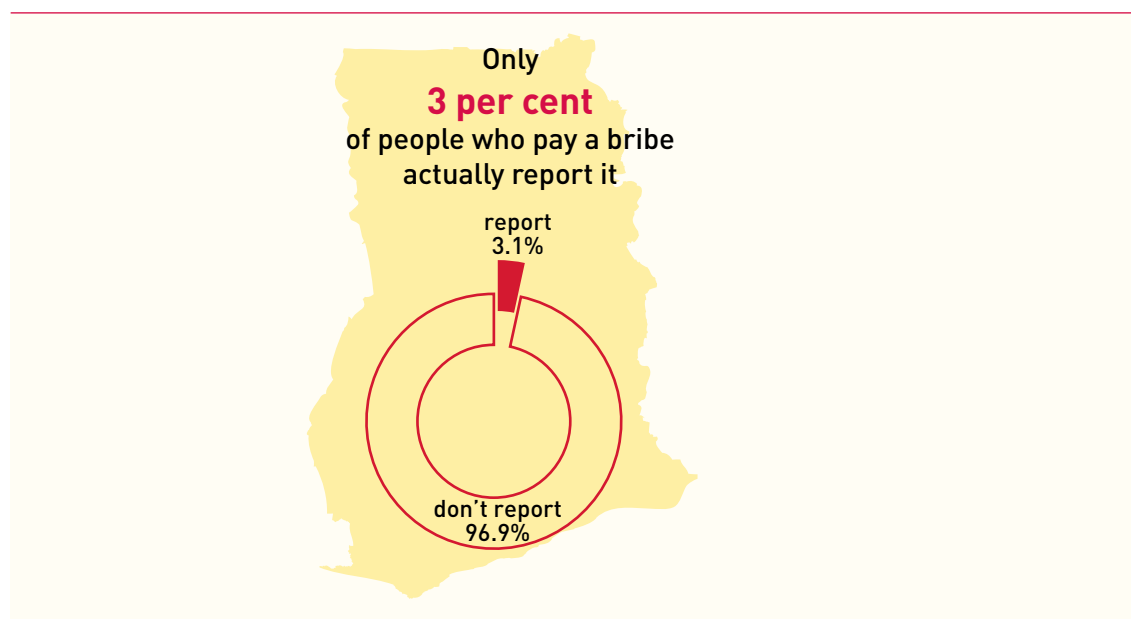 Only
3 per cent
of people who pay a bribe
actually report it
report
3.1%
don’t report
96.9%